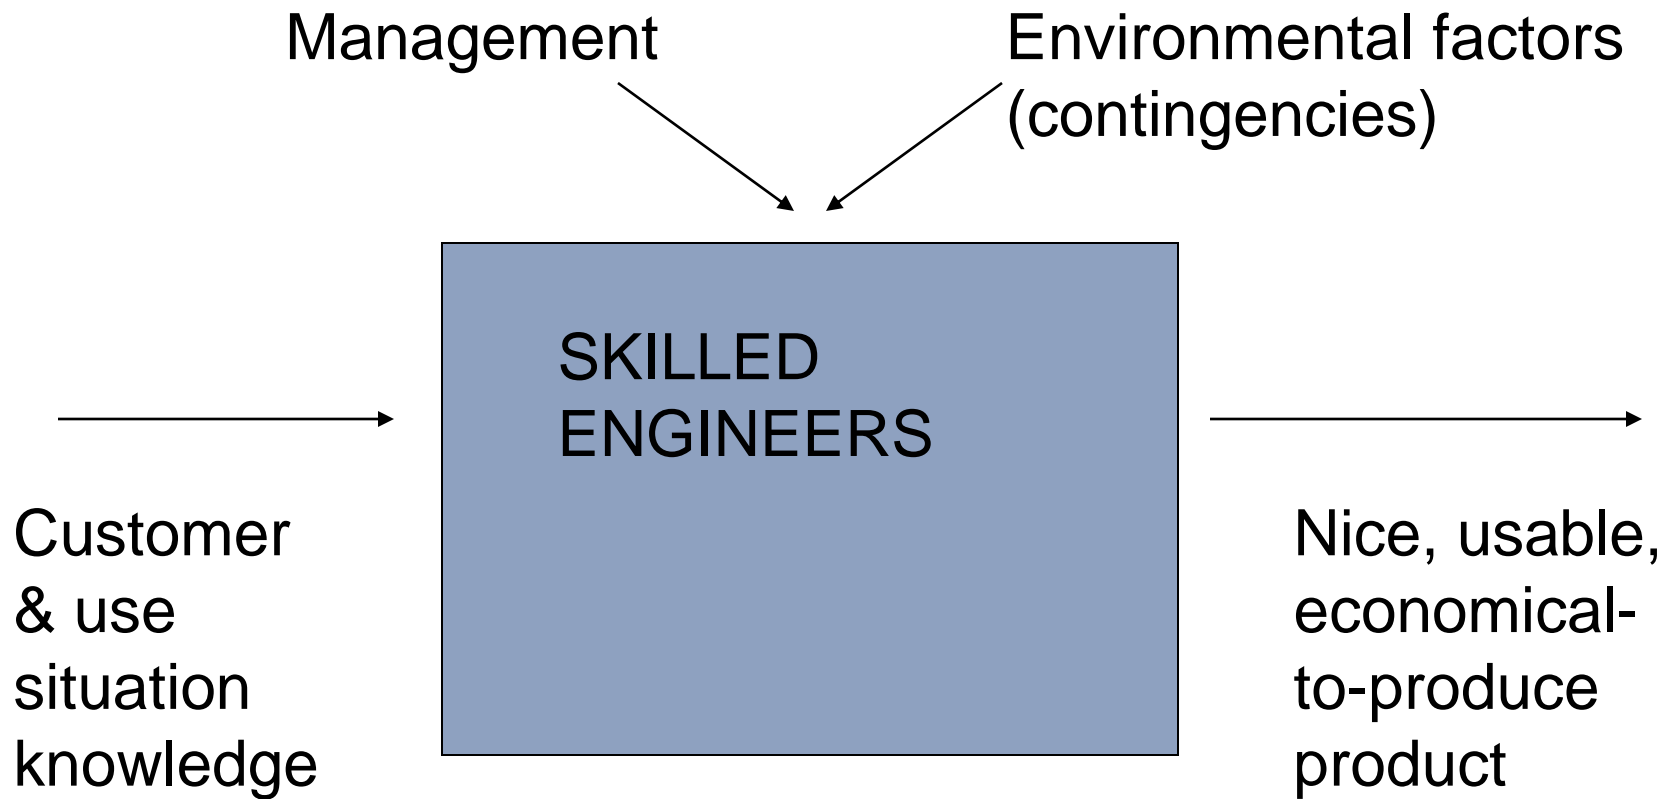 Management
Environmental factors
(contingencies)
SKILLED
ENGINEERS
Customer
& use
situation
knowledge
Nice, usable,
economical-
to-produce
product